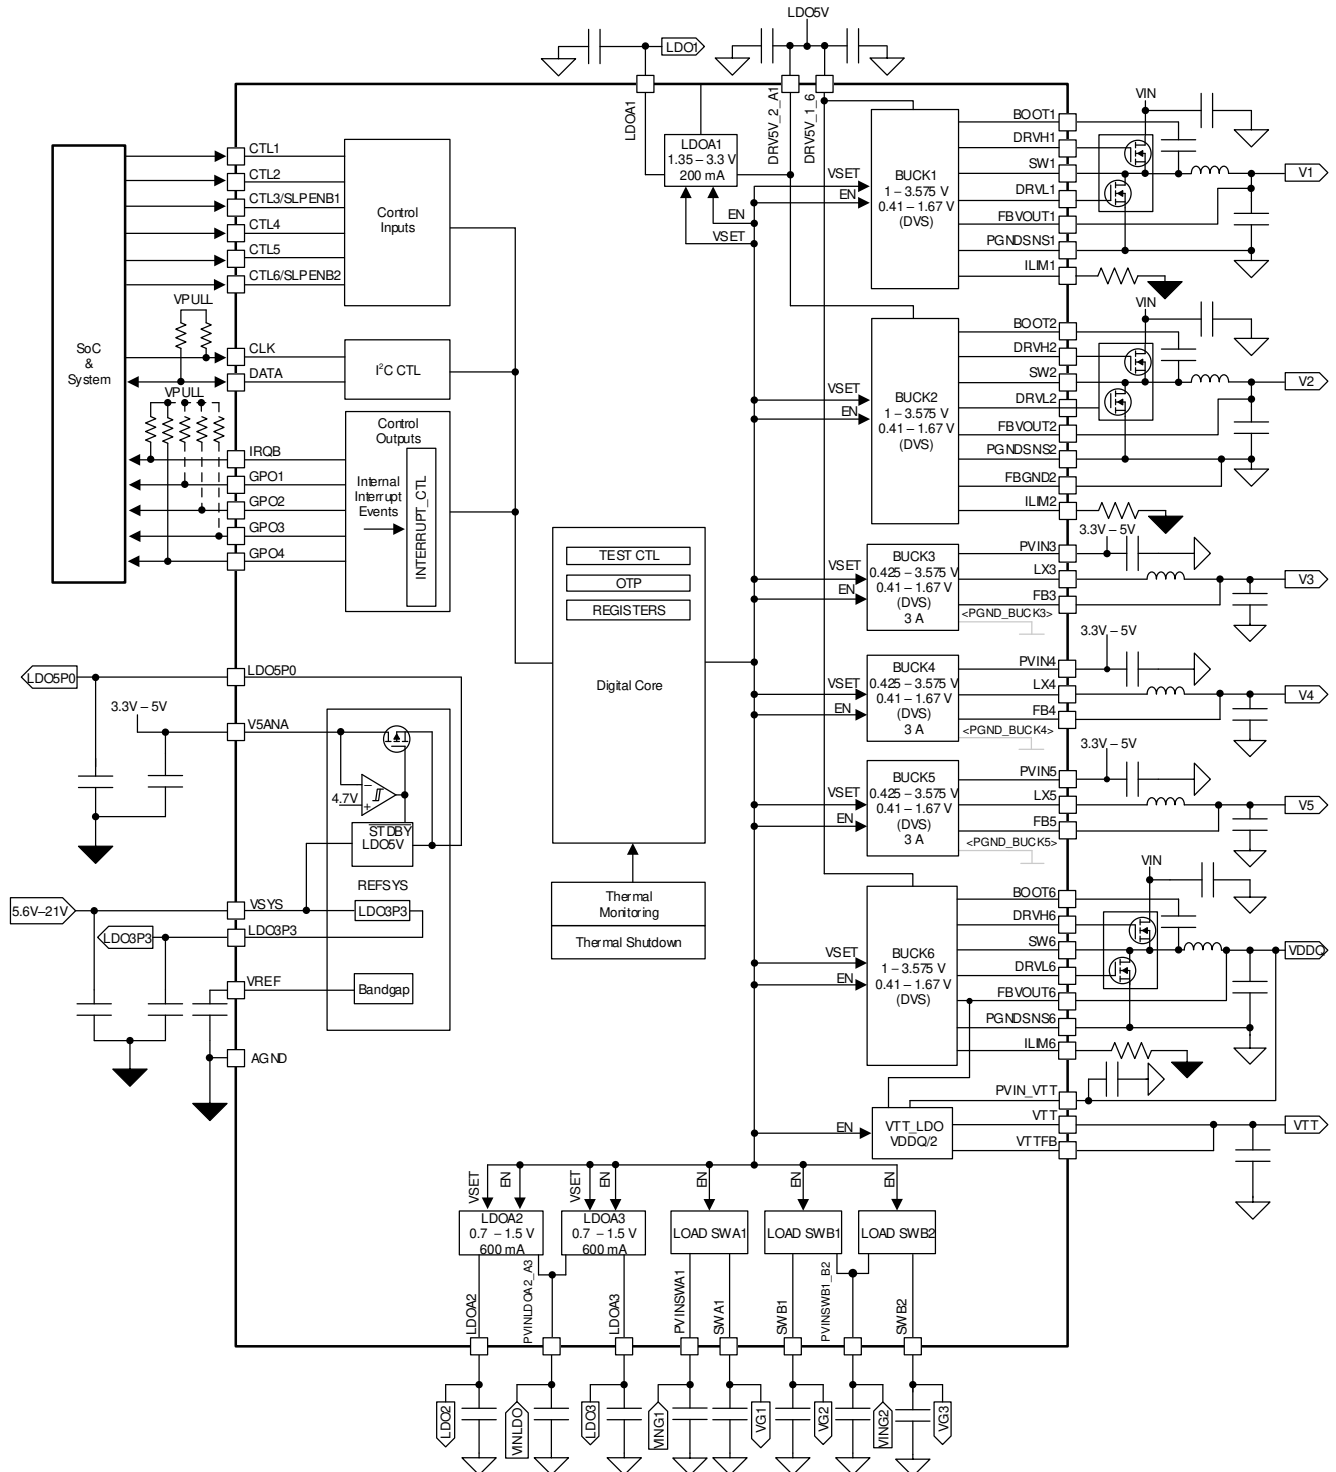 LDO5V
LDO1
LDOA1
DRV5V_2_A1
DRV5V_1_6
LDOA1
1.35 – 3.3 V
200 mA
EN
VSET
SoC
&
System
CTL1
CTL2
CTL3/SLPENB1
CTL4
CTL5
CTL6/SLPENB2
Control
Inputs
VPULL
CLK
DATA
I²C CTL
VPULL
IRQB
GPO1
GPO2
GPO3
GPO4
Control
Outputs
Internal
Interrupt
Events
INTERRUPT_CTL
TEST CTL
OTP
REGISTERS
Digital Core
Thermal
Monitoring
Thermal Shutdown
LDO5P0
LDO5P0
3.3V – 5V
V5ANA
4.7V
STDBY
LDO5V
REFSYS
5.6V–21V
VSYS
LDO3P3
LDO3P3
LDO3P3
VREF
Bandgap
AGND
VSET
EN
BUCK1
1 – 3.575 V
0.41 – 1.67 V
(DVS)
BOOT1
DRVH1
SW1
DRVL1
FBVOUT1
PGNDSNS1
ILIM1
VIN
V1
VSET
EN
BUCK2
1 – 3.575 V
0.41 – 1.67 V
(DVS)
BOOT2
DRVH2
SW2
DRVL2
FBVOUT2
PGNDSNS2
FBGND2
ILIM2
VIN
V2
VSET
EN
BUCK3
0.425 – 3.575 V
0.41 – 1.67 V
(DVS)
3 A
PVIN3
LX3
FB3
<PGND_BUCK3>
3.3V – 5V
V3
VSET
EN
BUCK4
0.425 – 3.575 V
0.41 – 1.67 V
(DVS)
3 A
PVIN4
LX4
FB4
<PGND_BUCK4>
3.3V – 5V
V4
VSET
EN
BUCK5
0.425 – 3.575 V
0.41 – 1.67 V
(DVS)
3 A
PVIN5
LX5
FB5
<PGND_BUCK5>
3.3V – 5V
V5
VSET
EN
BUCK6
1 – 3.575 V
0.41 – 1.67 V
(DVS)
BOOT6
DRVH6
SW6
DRVL6
FBVOUT6
PGNDSNS6
ILIM6
VIN
VDDQ
EN
VTT_LDO
VDDQ/2
PVIN_VTT
VTT
VTTFB
VTT
VSET
EN
VSET
EN
EN
EN
EN
LDOA2
0.7 – 1.5 V
600 mA
LDOA3
0.7 – 1.5 V
600 mA
LOAD SWA1
LOAD SWB1
LOAD SWB2
LDOA2
PVINLDOA2_A3
LDOA3
PVINSWA1
SWA1
SWB1
PVINSWB1_B2
SWB2
LDO2
VINLDO
LDO3
VING1
VG1
VG2
VING2
VG3